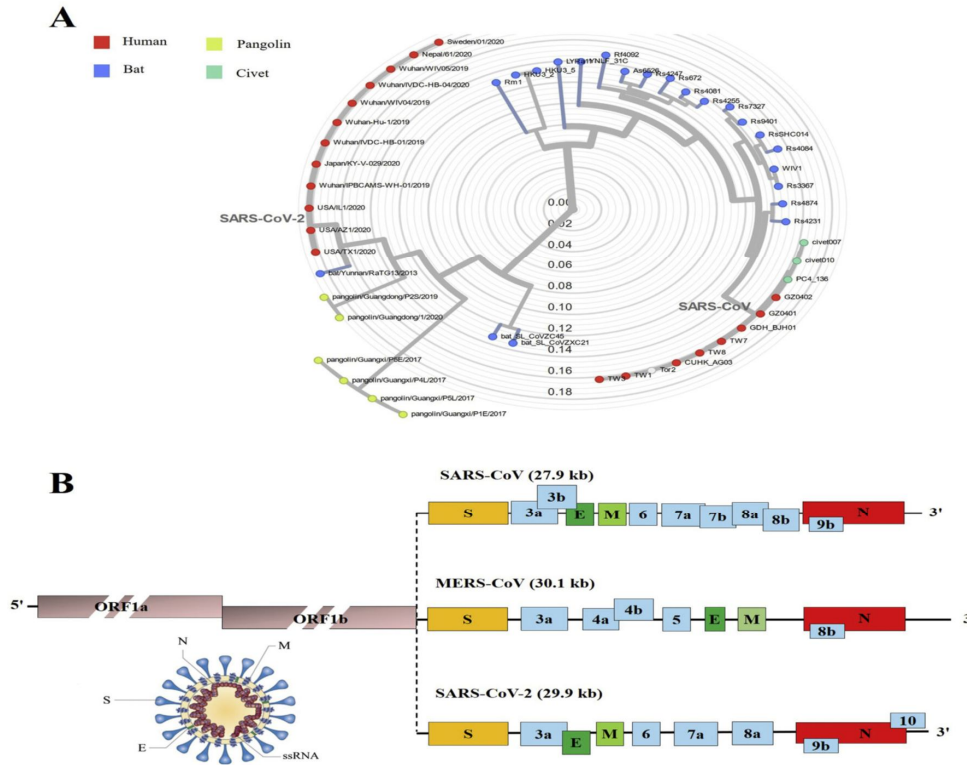 A
Human
Pangolin
Bat
Civet
Sweden/01/2020
Nepal/61/2020
Wuhan/WIV05/2019
Wuhan/IVDC-HB-04/2020
Wuhan/WIV04/2019
Wuhan-Hu-1/2019
Wuhan/IVDC-HB-01/2019
Japan/KY-V-029/2020
Wuhan/IPBCAMS-WH-01/2019
USA/IL1/2020
SARS-CoV-2
USA/AZ1/2020
USA/TX1/2020
bat/Yunnan/RaTG13/2013
pangolin/Guangdong/P2S/2019
pangolin/Guangdong/1/2020
pangolin/Guangxi/P5E/2017
pangolin/Guangxi/P4L/2017
pangolin/Guangxi/P5L/2017
pangolin/Guangxi/P1E/2017
Rm1
HKU3_2
HKU3_5
Rf4092
Rs4247
Rs672
Rs4081
Rs4255
Rs7327
Rs9401
RsSHC014
Rs4084
WIV1
Rs3367
Rs4874
Rs4231
civet007
civet010
PC4_136
GZ0402
SARS-CoV
GZ0401
GDH_BJH01
TW7
TW8
CUHK_AG03
Tor2
TW1
TW3
bat_SL_CoVZC45
bat_SL_CoVZXC21
0.00
0.02
0.04
0.06
0.08
0.10
0.12
0.14
0.16
0.18
B
SARS-CoV (27.9 kb)
S
3a
3b
E
M
6
7a
7b
8a
8b
9b
N
3'
MERS-CoV (30.1 kb)
5'
ORF1a
ORF1b
S
3a
4a
4b
5
E
M
8b
N
SARS-CoV-2 (29.9 kb)
S
3a
E
M
6
7a
8a
9b
N
10
3'
N
M
S
E
ssRNA